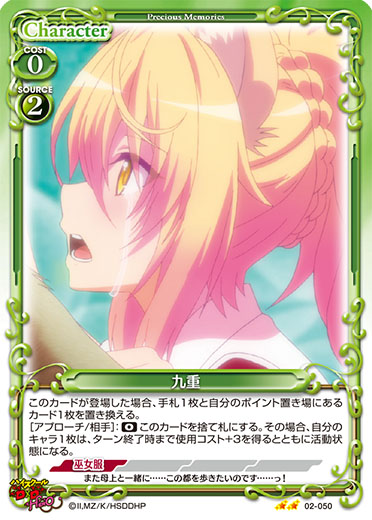 Precious Memories
Character
COST
0
SOURCE
2
九重
このカードが登場した場合、手札1枚と自分のポイント置き場にある
カード1枚を置き換える。
[アプローチ/相手]:0このカードを捨て札にする。その場合、自分の
キャラ1枚は、ターン終了時まで使用コスト+3を得るとともに活動状
態になる。
巫女服
また母上と一緒に……この都を歩きたいのです……っ!
©II,MZ/K/HSDDHP
02-050